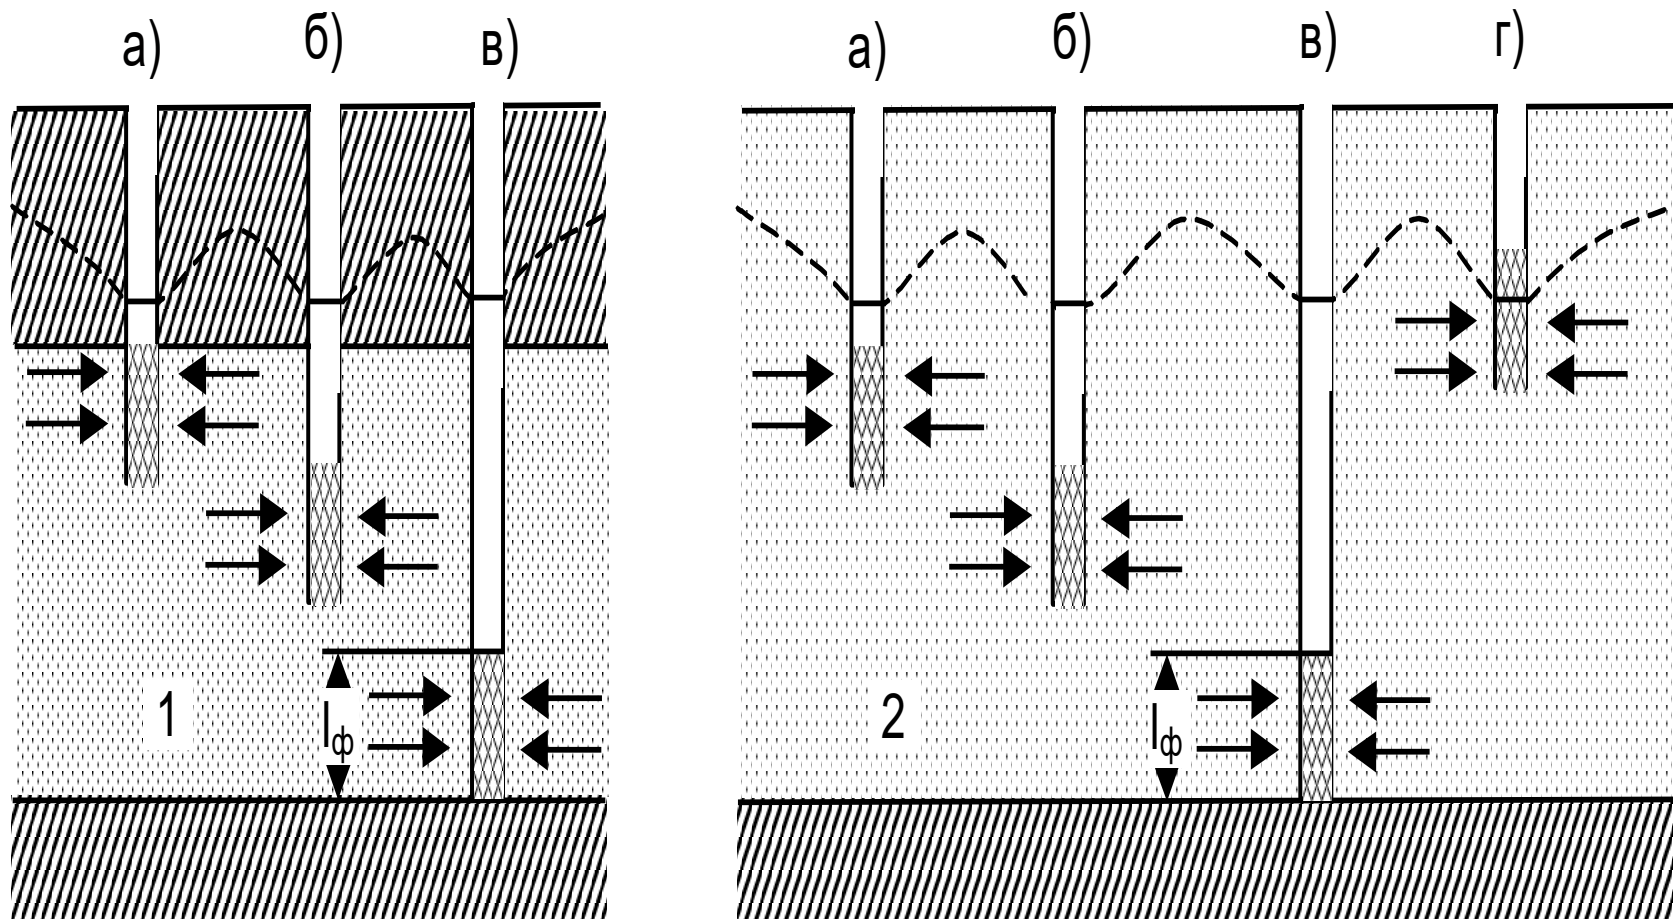 а) б) в) а) б) в) г)
1 lф 2 lф